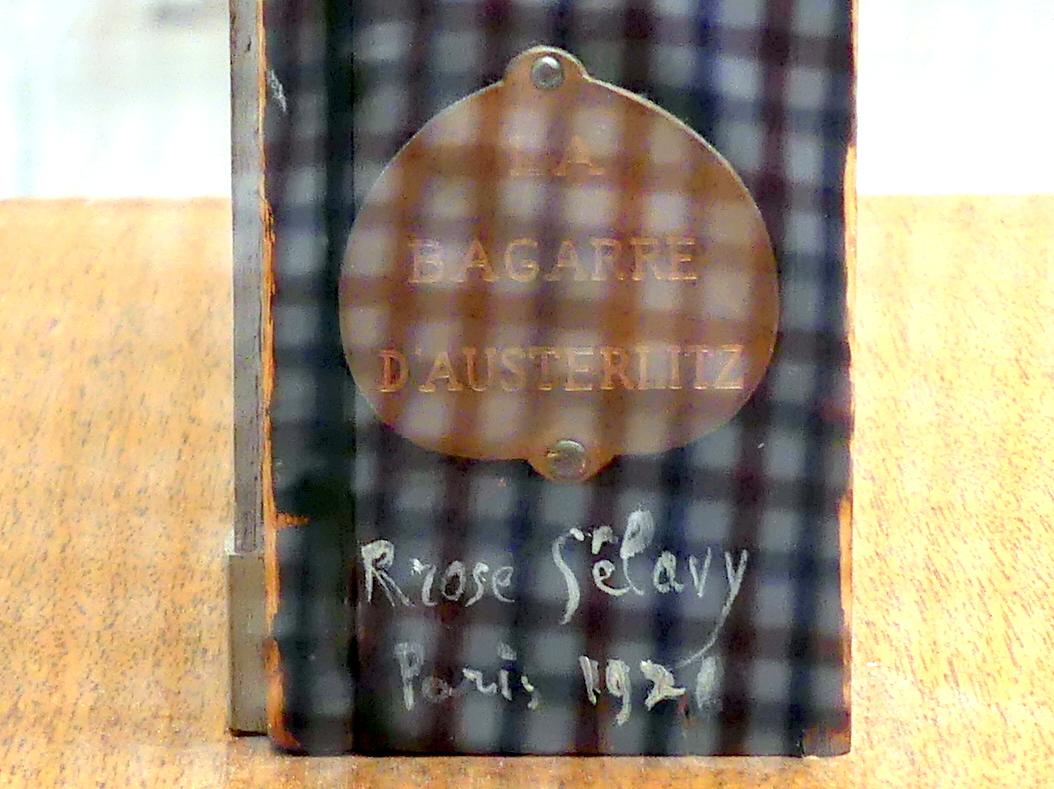 LA
BAGARRE
D'AUSTERLITZ
Rrose Sélavy
Paris 1921